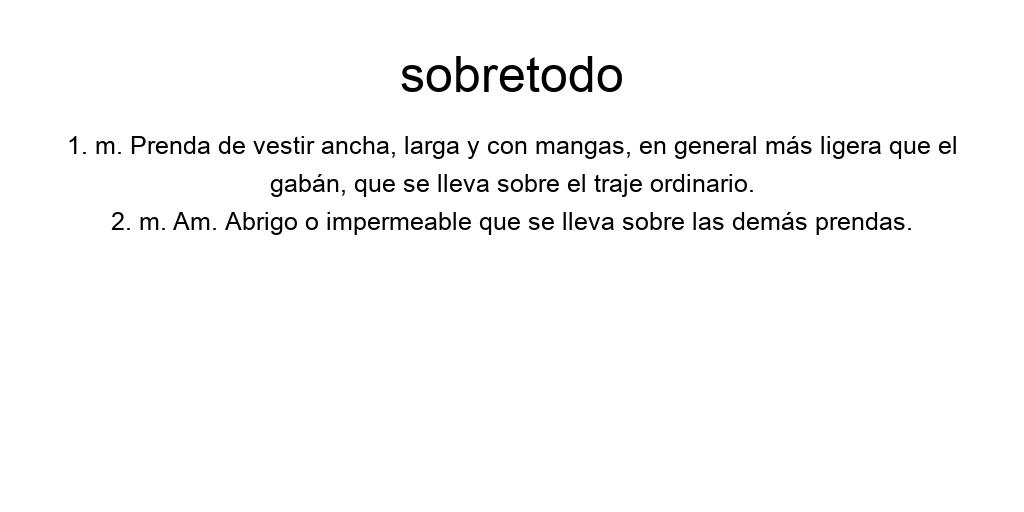 sobretodo
1. m. Prenda de vestir ancha, larga y con mangas, en general más ligera que el
gabán, que se lleva sobre el traje ordinario.
2. m. Am. Abrigo o impermeable que se lleva sobre las demás prendas.